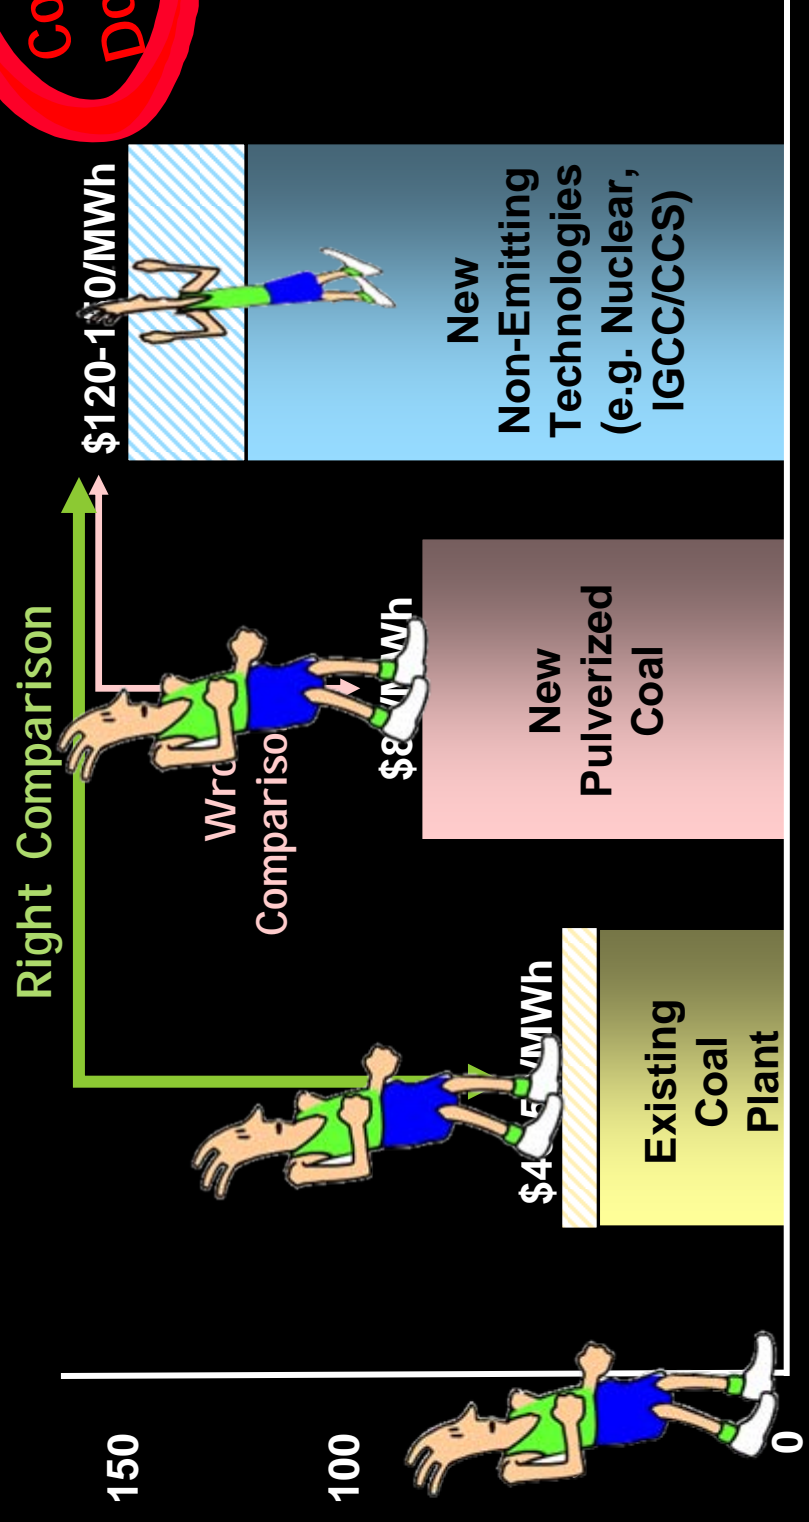 Right Comparison
Compariso
150
100
0
Existing
Coal
Plant
New
Pulverized
Coal
New
Non-Emitting
Technologies
(e.g. Nuclear,
IGCC/CCS)